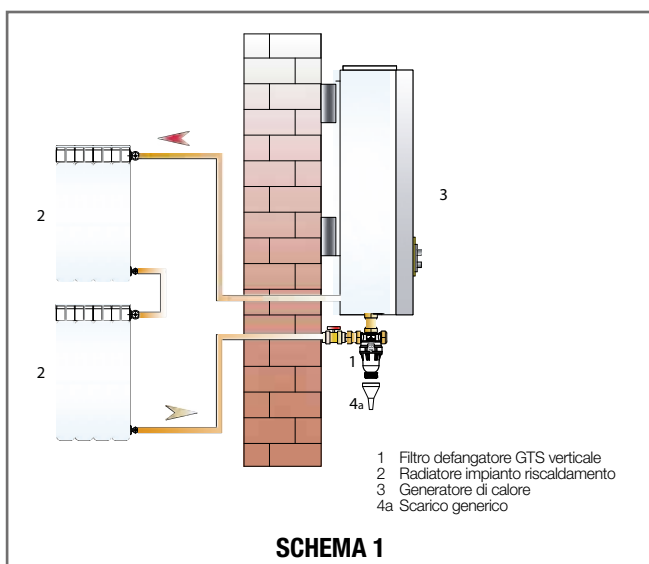 2
3
2
1
4a
1 Filtro defangatore GTS verticale
2 Radiatore impianto riscaldamento
3 Generatore di calore
4a Scarico generico
SCHEMA 1